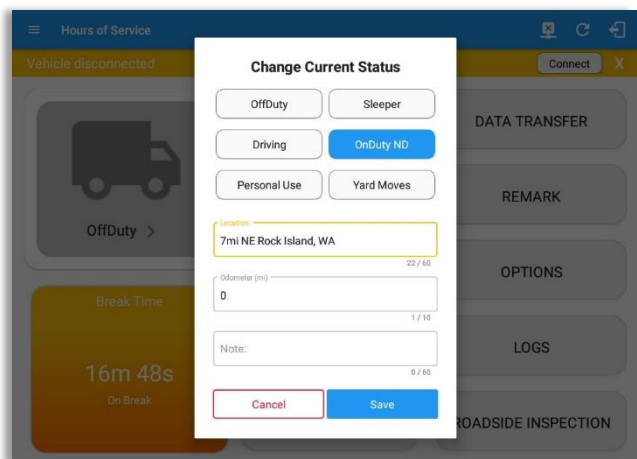 Hours of Service
Vehicle disconnected
Connect X
Change Current Status
OffDuty Sleeper
Driving OnDuty ND
Personal Use Yard Moves
Location:
7mi NE Rock Island, WA
22 / 60
Odometer (mi)
0
1 / 10
Note:
0 / 60
Cancel Save
OffDuty >
Break Time
16m 48s
On Break
DATA TRANSFER
REMARK
OPTIONS
LOGS
ROADSIDE INSPECTION